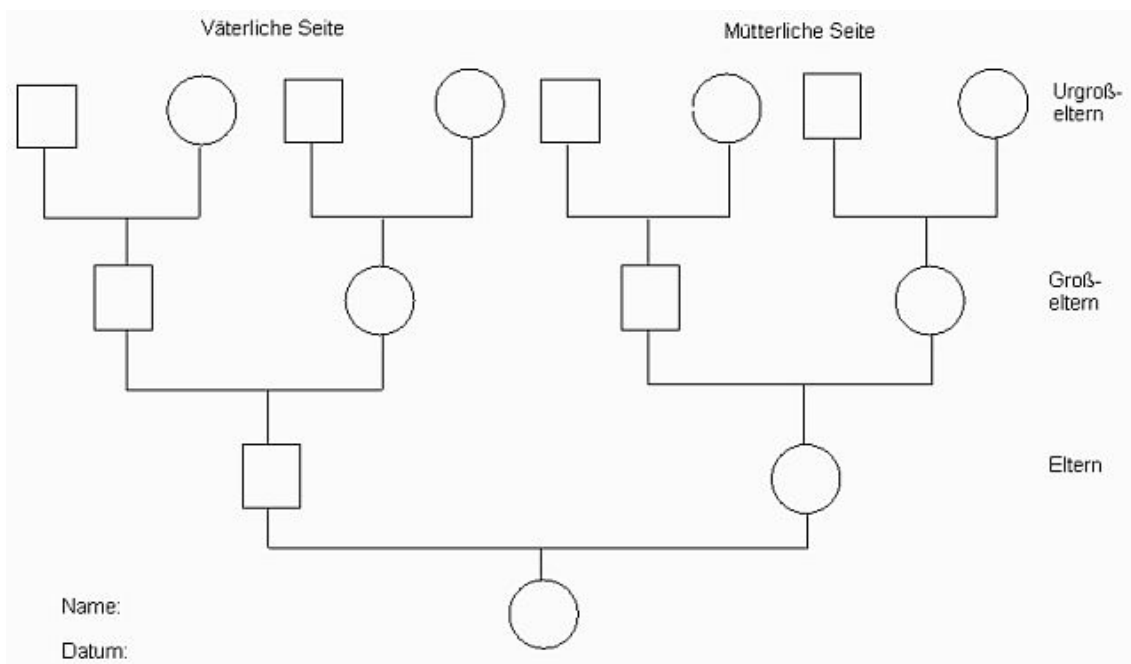 Väterliche Seite
Mütterliche Seite
Urgroß-
eltern
Groß-
eltern
Eltern
Name:
Datum: